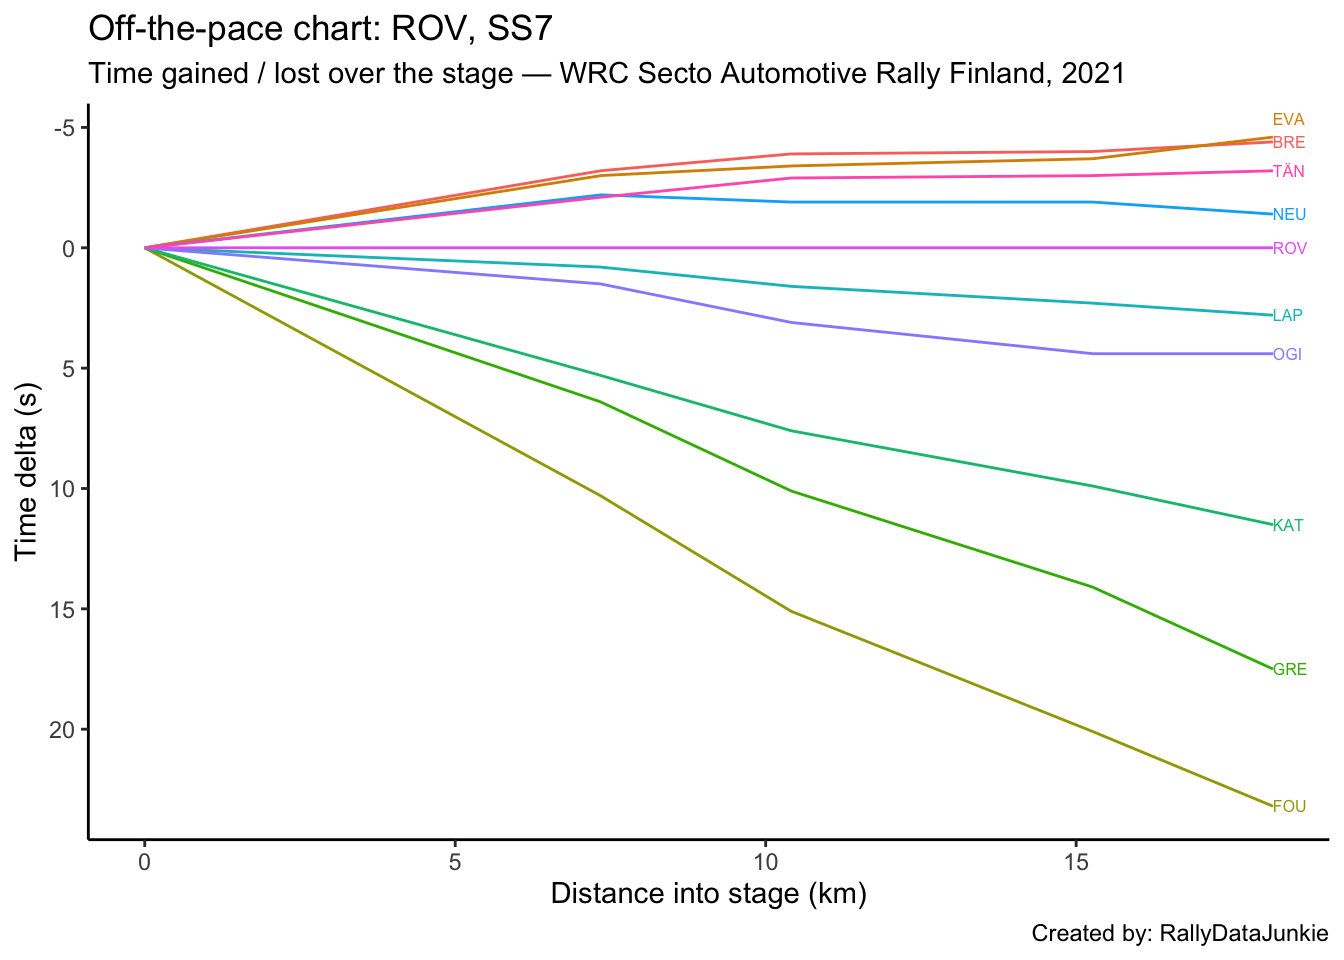 Off-the-pace chart: ROV, SS7
Time gained / lost over the stage — WRC Secto Automotive Rally Finland, 2021
-5
0
5
10
15
20
Time delta (s)
EVA
BRE
TÄN
NEU
ROV
LAP
OGI
KAT
GRE
FOU
0 5 10 15
Distance into stage (km)
Created by: RallyDataJunkie